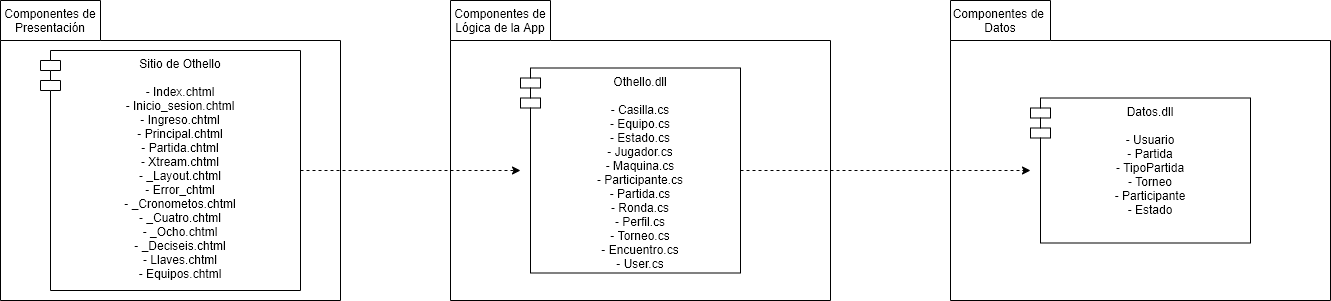 Componentes de
Presentación
Sitio de Othello
- Index.chtml
- Inicio_sesion.chtml
- Ingreso.chtml
- Principal.chtml
- Partida.chtml
- Xtream.chtml
- _Layout.chtml
- Error_chtml
- _Cronometos.chtml
- _Cuatro.chtml
- _Ocho.chtml
- _Deciseis.chtml
- Llaves.chtml
- Equipos.chtml
Componentes de
Lógica de la App
Othello.dll
- Casilla.cs
- Equipo.cs
- Estado.cs
- Jugador.cs
- Maquina.cs
- Participante.cs
- Partida.cs
- Ronda.cs
- Perfil.cs
- Torneo.cs
- Encuentro.cs
- User.cs
Componentes de
Datos
Datos.dll
- Usuario
- Partida
- TipoPartida
- Torneo
- Participante
- Estado